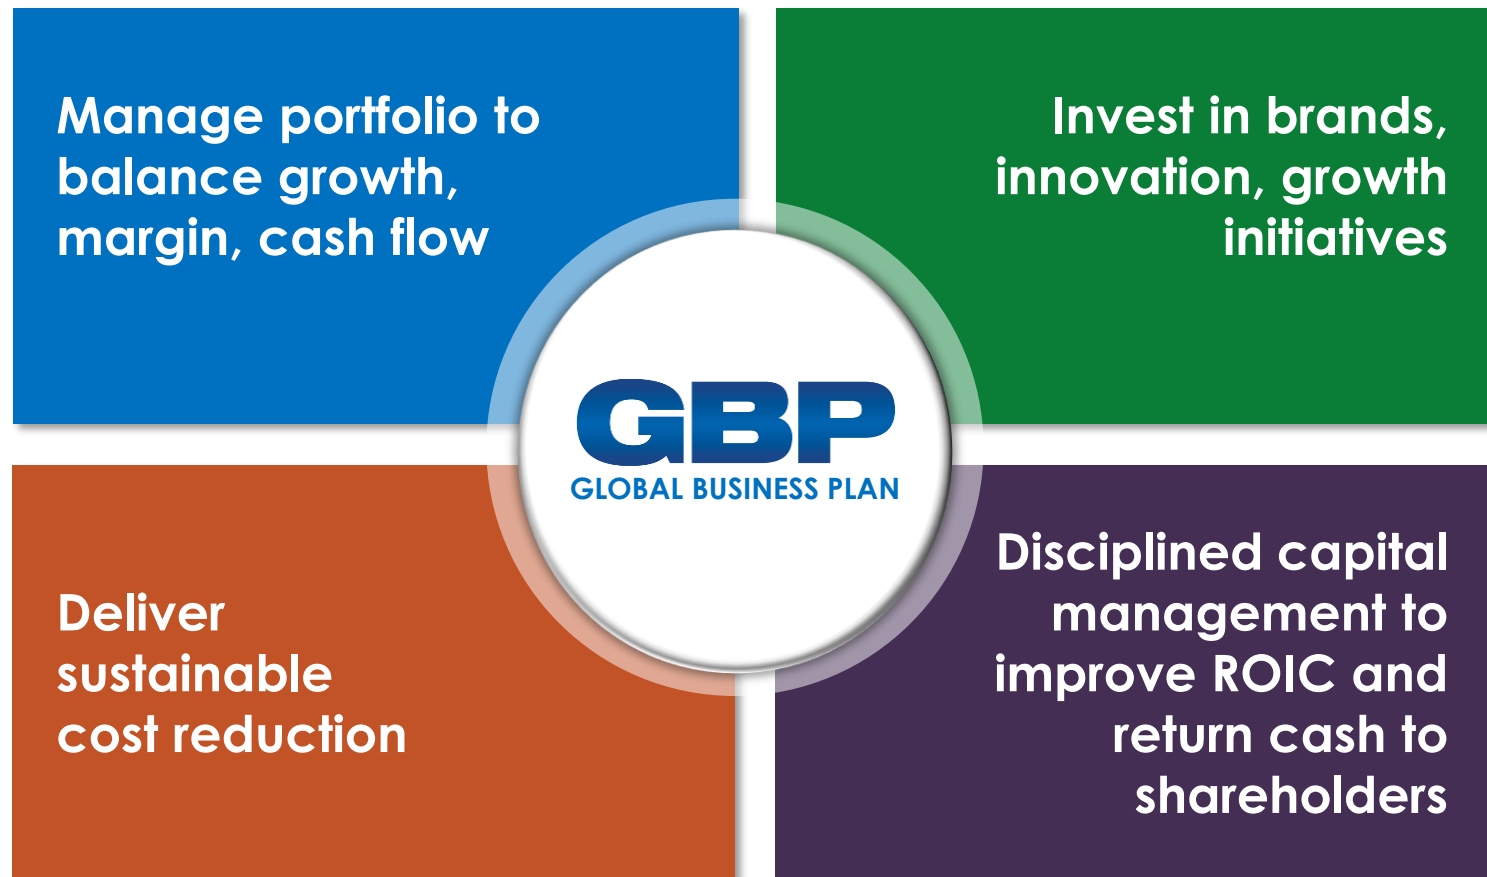 Manage portfolio to
balance growth,
margin, cash flow
Invest in brands,
innovation, growth
initiatives
GBP
GLOBAL BUSINESS PLAN
Deliver
sustainable
cost reduction
Disciplined capital
management to
improve ROIC and
return cash to
shareholders